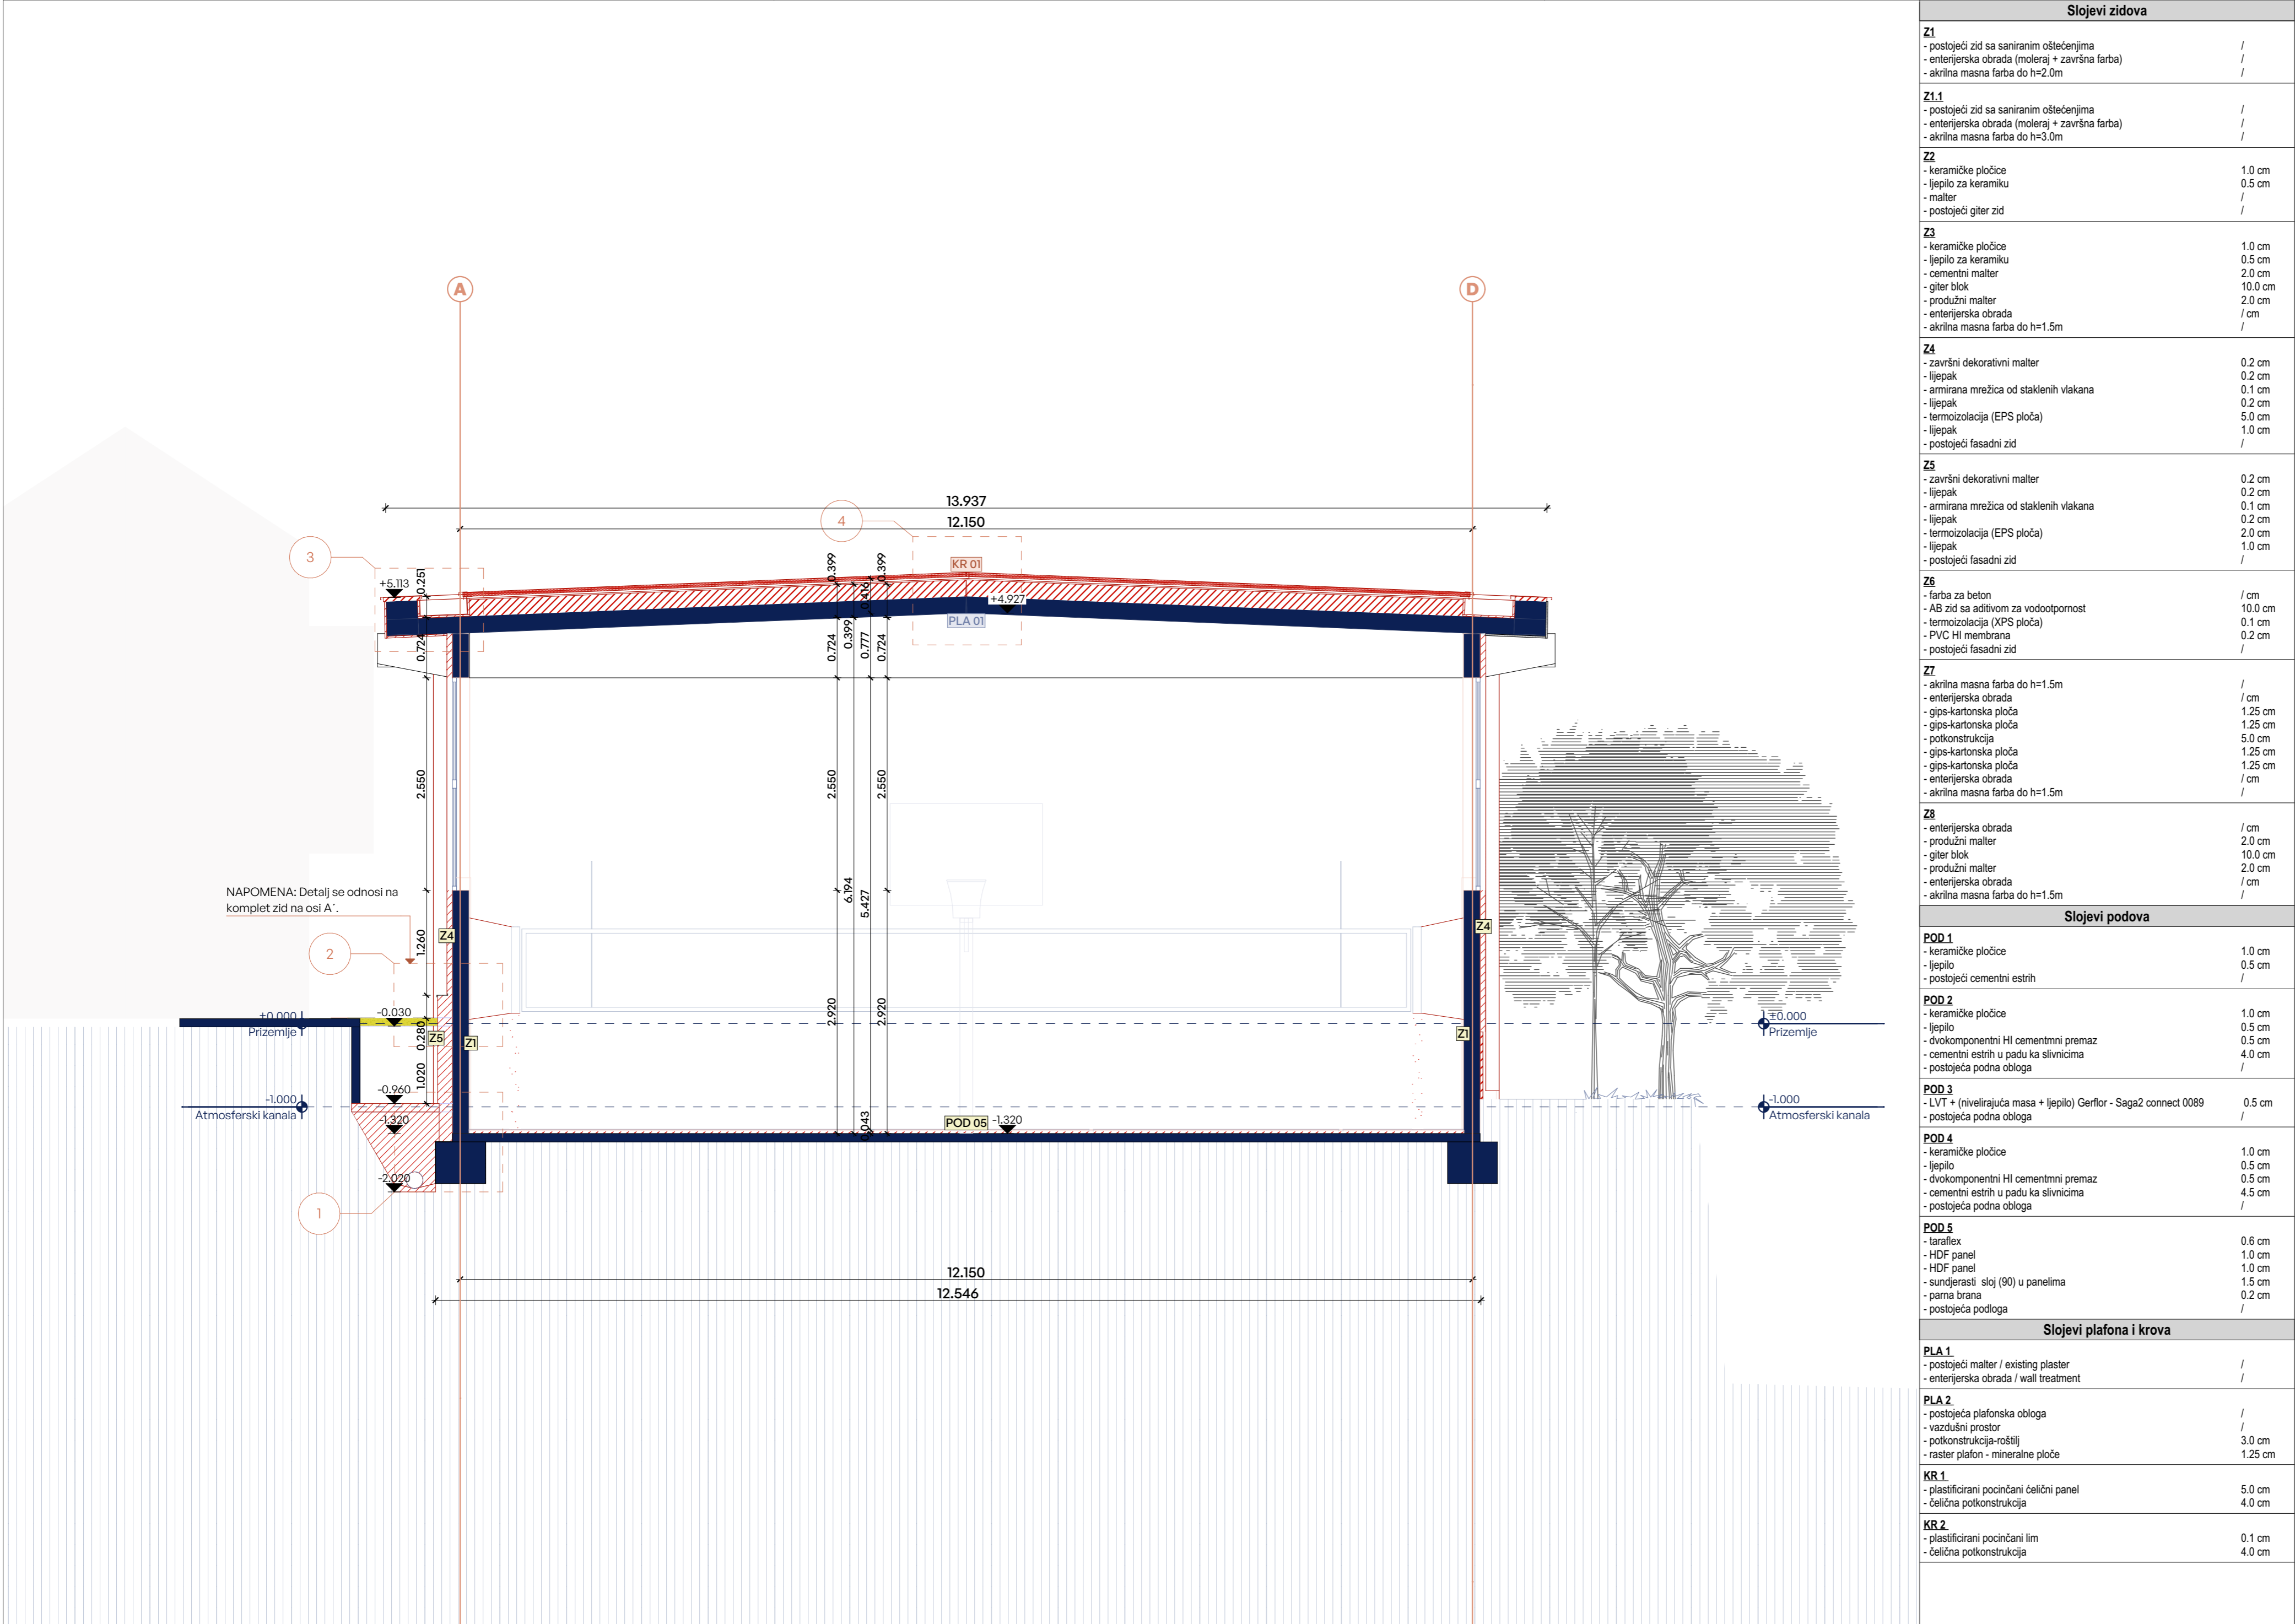 A
D
13.937
12.150
4
3
KR 01
+5.113
0.251
0.399
0.416
0.399
+4.927
PLA 01
0.724
0.724
0.399
0.777
0.724
2.550
2.550
2.550
6.194
5.427
NAPOMENA: Detalj se odnosi na
komplet zid na osi A'.
Z4
Z4
1.260
2
2.920
2.920
-0.030
±0.000
Prizemlje
0.280
Z5
Z1
Z1
±0.000
Prizemlje
1.020
-0.960
-1.000
Atmosferski kanala
-1.000
Atmosferski kanala
-1.320
0.043
POD 05
-1.320
-2.020
1
12.150
12.546
Slojevi zidova
Z1
- postojeći zid sa saniranim oštećenjima /
- enterijerska obrada (moleraj + završna farba) /
- akrilna masna farba do h=2.0m /
Z1.1
- postojeći zid sa saniranim oštećenjima /
- enterijerska obrada (moleraj + završna farba) /
- akrilna masna farba do h=3.0m /
Z2
- keramičke pločice 1.0 cm
- ljepilo za keramiku 0.5 cm
- malter /
- postojeći giter zid /
Z3
- keramičke pločice 1.0 cm
- ljepilo za keramiku 0.5 cm
- cementni malter 2.0 cm
- giter blok 10.0 cm
- produžni malter 2.0 cm
- enterijerska obrada / cm
- akrilna masna farba do h=1.5m /
Z4
- završni dekorativni malter 0.2 cm
- lijepak 0.2 cm
- armirana mrežica od staklenih vlakana 0.1 cm
- lijepak 0.2 cm
- termoizolacija (EPS ploča) 5.0 cm
- lijepak 1.0 cm
- postojeći fasadni zid /
Z5
- završni dekorativni malter 0.2 cm
- lijepak 0.2 cm
- armirana mrežica od staklenih vlakana 0.1 cm
- lijepak 0.2 cm
- termoizolacija (EPS ploča) 2.0 cm
- lijepak 1.0 cm
- postojeći fasadni zid /
Z6
- farba za beton / cm
- AB zid sa aditivom za vodootpornost 10.0 cm
- termoizolacija (XPS ploča) 0.1 cm
- PVC HI membrana 0.2 cm
- postojeći fasadni zid /
Z7
- akrilna masna farba do h=1.5m /
- enterijerska obrada / cm
- gips-kartonska ploča 1.25 cm
- gips-kartonska ploča 1.25 cm
- potkonstrukcija 5.0 cm
- gips-kartonska ploča 1.25 cm
- gips-kartonska ploča 1.25 cm
- enterijerska obrada / cm
- akrilna masna farba do h=1.5m /
Z8
- enterijerska obrada / cm
- produžni malter 2.0 cm
- giter blok 10.0 cm
- produžni malter 2.0 cm
- enterijerska obrada / cm
- akrilna masna farba do h=1.5m /
Slojevi podova
POD 1
- keramičke pločice 1.0 cm
- ljepilo 0.5 cm
- postojeći cementni estrih /
POD 2
- keramičke pločice 1.0 cm
- ljepilo 0.5 cm
- dvokomponentni HI cementmni premaz 0.5 cm
- cementni estrih u padu ka slivnicima 4.0 cm
- postojeća podna obloga /
POD 3
- LVT + (nivelirajuća masa + ljepilo) Gerflor - Saga2 connect 0089 0.5 cm
- postojeća podna obloga /
POD 4
- keramičke pločice 1.0 cm
- ljepilo 0.5 cm
- dvokomponentni HI cementmni premaz 0.5 cm
- cementni estrih u padu ka slivnicima 4.5 cm
- postojeća podna obloga /
POD 5
- taraflex 0.6 cm
- HDF panel 1.0 cm
- HDF panel 1.0 cm
- sundjerasti sloj (90) u panelima 1.5 cm
- parna brana 0.2 cm
- postojeća podloga /
Slojevi plafona i krova
PLA 1
- postojeći malter / existing plaster /
- enterijerska obrada / wall treatment /
PLA 2
- postojeća plafonska obloga /
- vazdušni prostor /
- potkonstrukcija-roštilj 3.0 cm
- raster plafon - mineralne ploče 1.25 cm
KR 1
- plastificirani pocinčani ćelični panel 5.0 cm
- čelična potkonstrukcija 4.0 cm
KR 2
- plastificirani pocinčani lim 0.1 cm
- čelična potkonstrukcija 4.0 cm